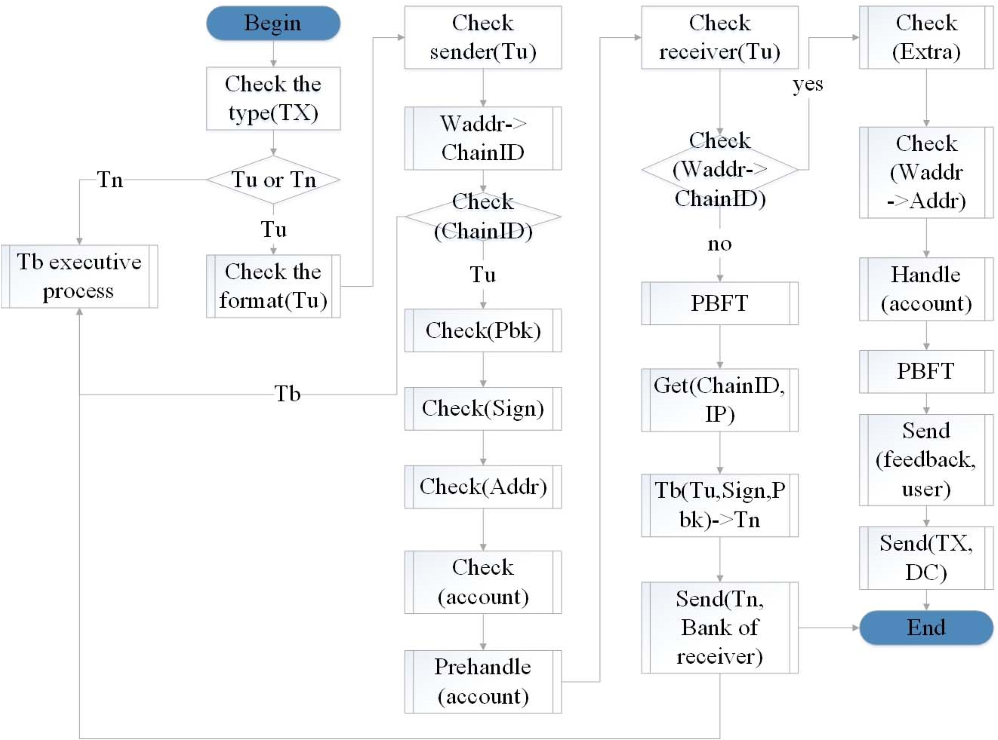 Begin
Check the
type(TX)
Tu or Tn
Tn
Tu
Tb executive
process
Check the
format(Tu)
Check
sender(Tu)
Waddr->
ChainID
Check
(ChainID)
Tu
Tb
Check(Pbk)
Check(Sign)
Check(Addr)
Check
(account)
Prehandle
(account)
Check
receiver(Tu)
Check
(Waddr->
ChainID)
yes
no
PBFT
Get(ChainID,
IP)
Tb(Tu,Sign,P
bk)->Tn
Send(Tn,
Bank of
receiver)
Check
(Extra)
Check
(Waddr
->Addr)
Handle
(account)
PBFT
Send
(feedback,
user)
Send(TX,
DC)
End